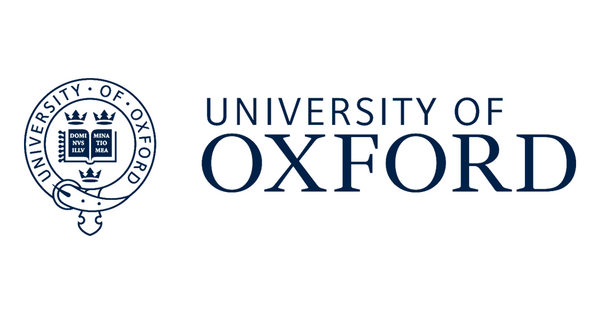 UNIVERSITY · OF · OXFORD
DOMI MINA
NVS TIO
ILLV MEA
UNIVERSITY OF
OXFORD